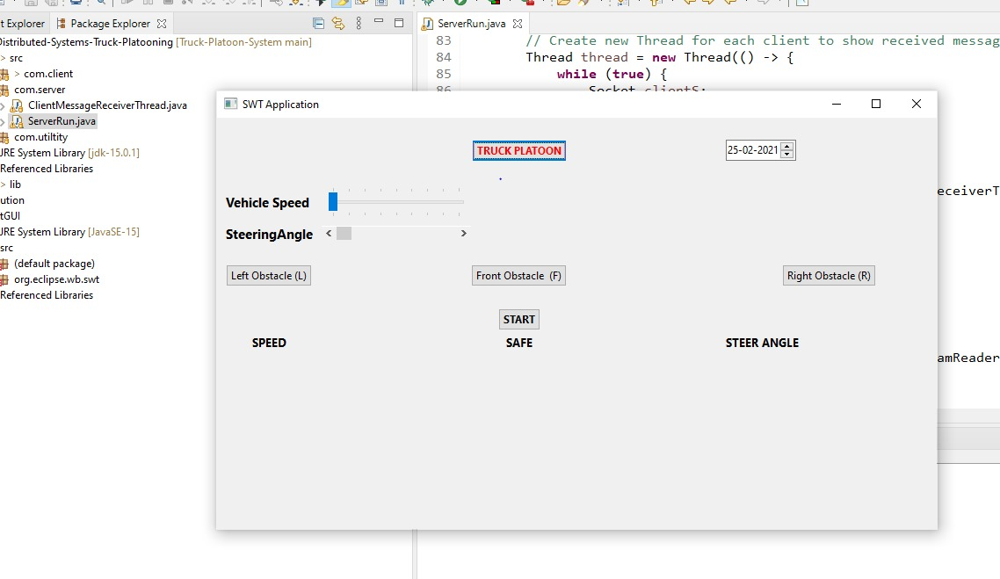 t Explorer Package Explorer
Distributed-Systems-Truck-Platooning [Truck-Platoon-System main]
> src
> com.client
com.server
ClientMessageReceiverThread.java
ServerRun.java
com.utiltity
JRE System Library [jdk-15.0.1]
Referenced Libraries
> lib
ution
tGUI
JRE System Library [JavaSE-15]
src
(default package)
org.eclipse.wb.swt
Referenced Libraries
ServerRun.java
83 // Create new Thread for each client to show received messag
84 Thread thread = new Thread(() -> {
85 while (true) {
86 Socket clientS;
eceiverT
amReader
SWT Application
TRUCK PLATOON
25-02-2021
Vehicle Speed
SteeringAngle
Left Obstacle (L) Front Obstacle (F) Right Obstacle (R)
START
SPEED SAFE STEER ANGLE